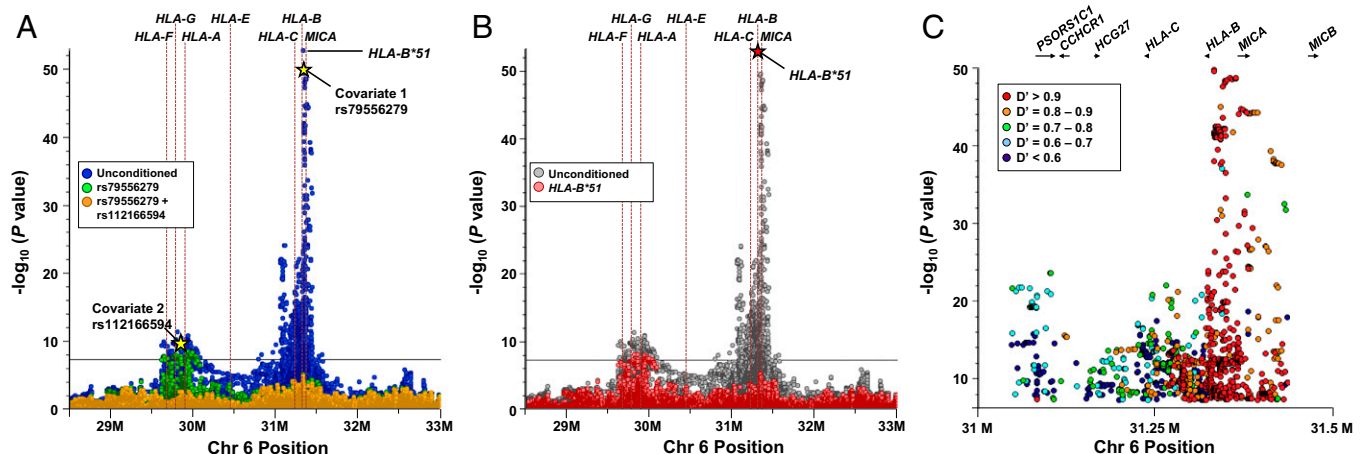 A
HLA-G HLA-E HLA-B
HLA-F HLA-A HLA-C MICA
HLA-B*51
Covariate 1
rs79556279
Unconditioned
rs79556279
rs79556279 +
rs112166594
Covariate 2
rs112166594
-log10 (P value)
50
40
30
20
10
0
29M 30M 31M 32M 33M
Chr 6 Position
B
HLA-G HLA-E HLA-B
HLA-F HLA-A HLA-C MICA
HLA-B*51
Unconditioned
HLA-B*51
-log10 (P value)
50
40
30
20
10
0
29M 30M 31M 32M 33M
Chr 6 Position
C
PSORS1C1 CCHCR1 HCG27 HLA-C HLA-B MICA MICB
D' > 0.9
D' = 0.8 – 0.9
D' = 0.7 – 0.8
D' = 0.6 – 0.7
D' < 0.6
-log10 (P value)
50
40
30
20
10
31 M 31.25 M 31.5 M
Chr 6 Position